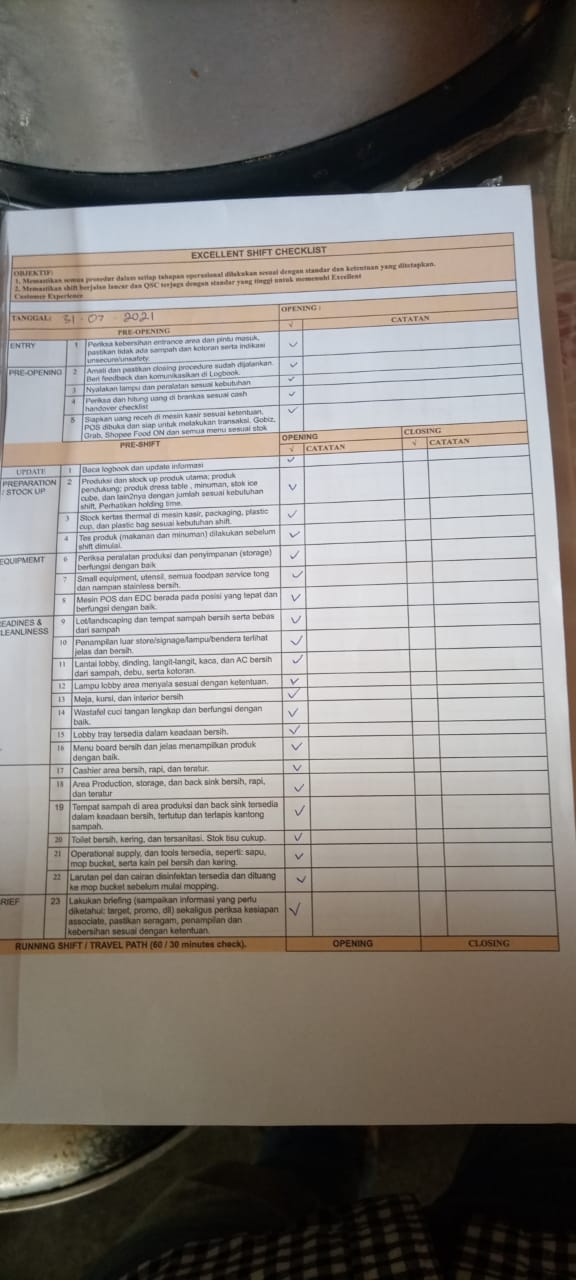 EXCELLENT SHIFT CHECKLIST
OBJEKTIF:
1. Memastikan semua prosedur dalam setiap tahapan operasional dilakukan sesuai dengan standar dan ketentuan yang ditetapkan.
2. Memastikan shift berjalan lancar dan QSC terjaga dengan standar yang tinggi untuk memenuhi Excellent
Customer Experience
TANGGAL: 31-07-2021
OPENING :
PRE-OPENING
√ CATATAN
ENTRY
1 Periksa kebersihan entrance area dan pintu masuk,
pastikan tidak ada sampah dan kotoran serta indikasi
unsecure/unsafety.
PRE-OPENING
2 Amati dan pastikan closing procedure sudah dijalankan.
Beri feedback dan komunikasikan di Logbook.
3 Nyalakan lampu dan peralatan sesuai kebutuhan
4 Periksa dan hitung uang di brankas sesuai cash
handover checklist
5 Siapkan uang receh di mesin kasir sesuai ketentuan,
POS dibuka dan siap untuk melakukan transaksi. Gobiz,
Grab, Shopee Food ON dan semua menu sesuai stok
PRE-SHIFT
OPENING
CLOSING
√ CATATAN
√ CATATAN
UPDATE
1 Baca logbook dan update informasi
PREPARATION
/ STOCK UP
2 Produksi dan stock up produk utama; produk
pendukung; produk dress table , minuman, stok ice
cube, dan lain2nya dengan jumlah sesuai kebutuhan
shift. Perhatikan holding time.
3 Stock kertas thermal di mesin kasir, packaging, plastic
cup, dan plastic bag sesuai kebutuhan shift.
4 Tes produk (makanan dan minuman) dilakukan sebelum
shift dimulai.
EQUIPMEMT
6 Periksa peralatan produksi dan penyimpanan (storage)
berfungsi dengan baik
7 Small equipment, utensil, semua foodpan service tong
dan nampan stainless bersih.
8 Mesin POS dan EDC berada pada posisi yang tepat dan
berfungsi dengan baik.
EADINES &
LEANLINESS
9 Lot/landscaping dan tempat sampah bersih serta bebas
dari sampah
10 Penampilan luar store/signage/lampu/bendera terlihat
jelas dan bersih.
11 Lantai lobby, dinding, langit-langit, kaca, dan AC bersih
dari sampah, debu, serta kotoran.
12 Lampu lobby area menyala sesuai dengan ketentuan.
13 Meja, kursi, dan interior bersih
14 Wastafel cuci tangan lengkap dan berfungsi dengan
baik.
15 Lobby tray tersedia dalam keadaan bersih.
16 Menu board bersih dan jelas menampilkan produk
dengan baik.
17 Cashier area bersih, rapi, dan teratur.
18 Area Production, storage, dan back sink bersih, rapi,
dan teratur
19 Tempat sampah di area produksi dan back sink tersedia
dalam keadaan bersih, tertutup dan terlapis kantong
sampah.
20 Toilet bersih, kering, dan tersanitasi. Stok tisu cukup.
21 Operational supply, dan tools tersedia, seperti: sapu,
mop bucket, serta kain pel bersih dan kering.
22 Larutan pel dan cairan disinfektan tersedia dan dituang
ke mop bucket sebelum mulai mopping.
RIEF
23 Lakukan briefing (sampaikan informasi yang perlu
diketahui: target, promo, dll) sekaligus periksa kesiapan
associate, pastikan seragam, penampilan dan
kebersihan sesuai dengan ketentuan.
RUNNING SHIFT / TRAVEL PATH (60 / 30 minutes check).
OPENING
CLOSING